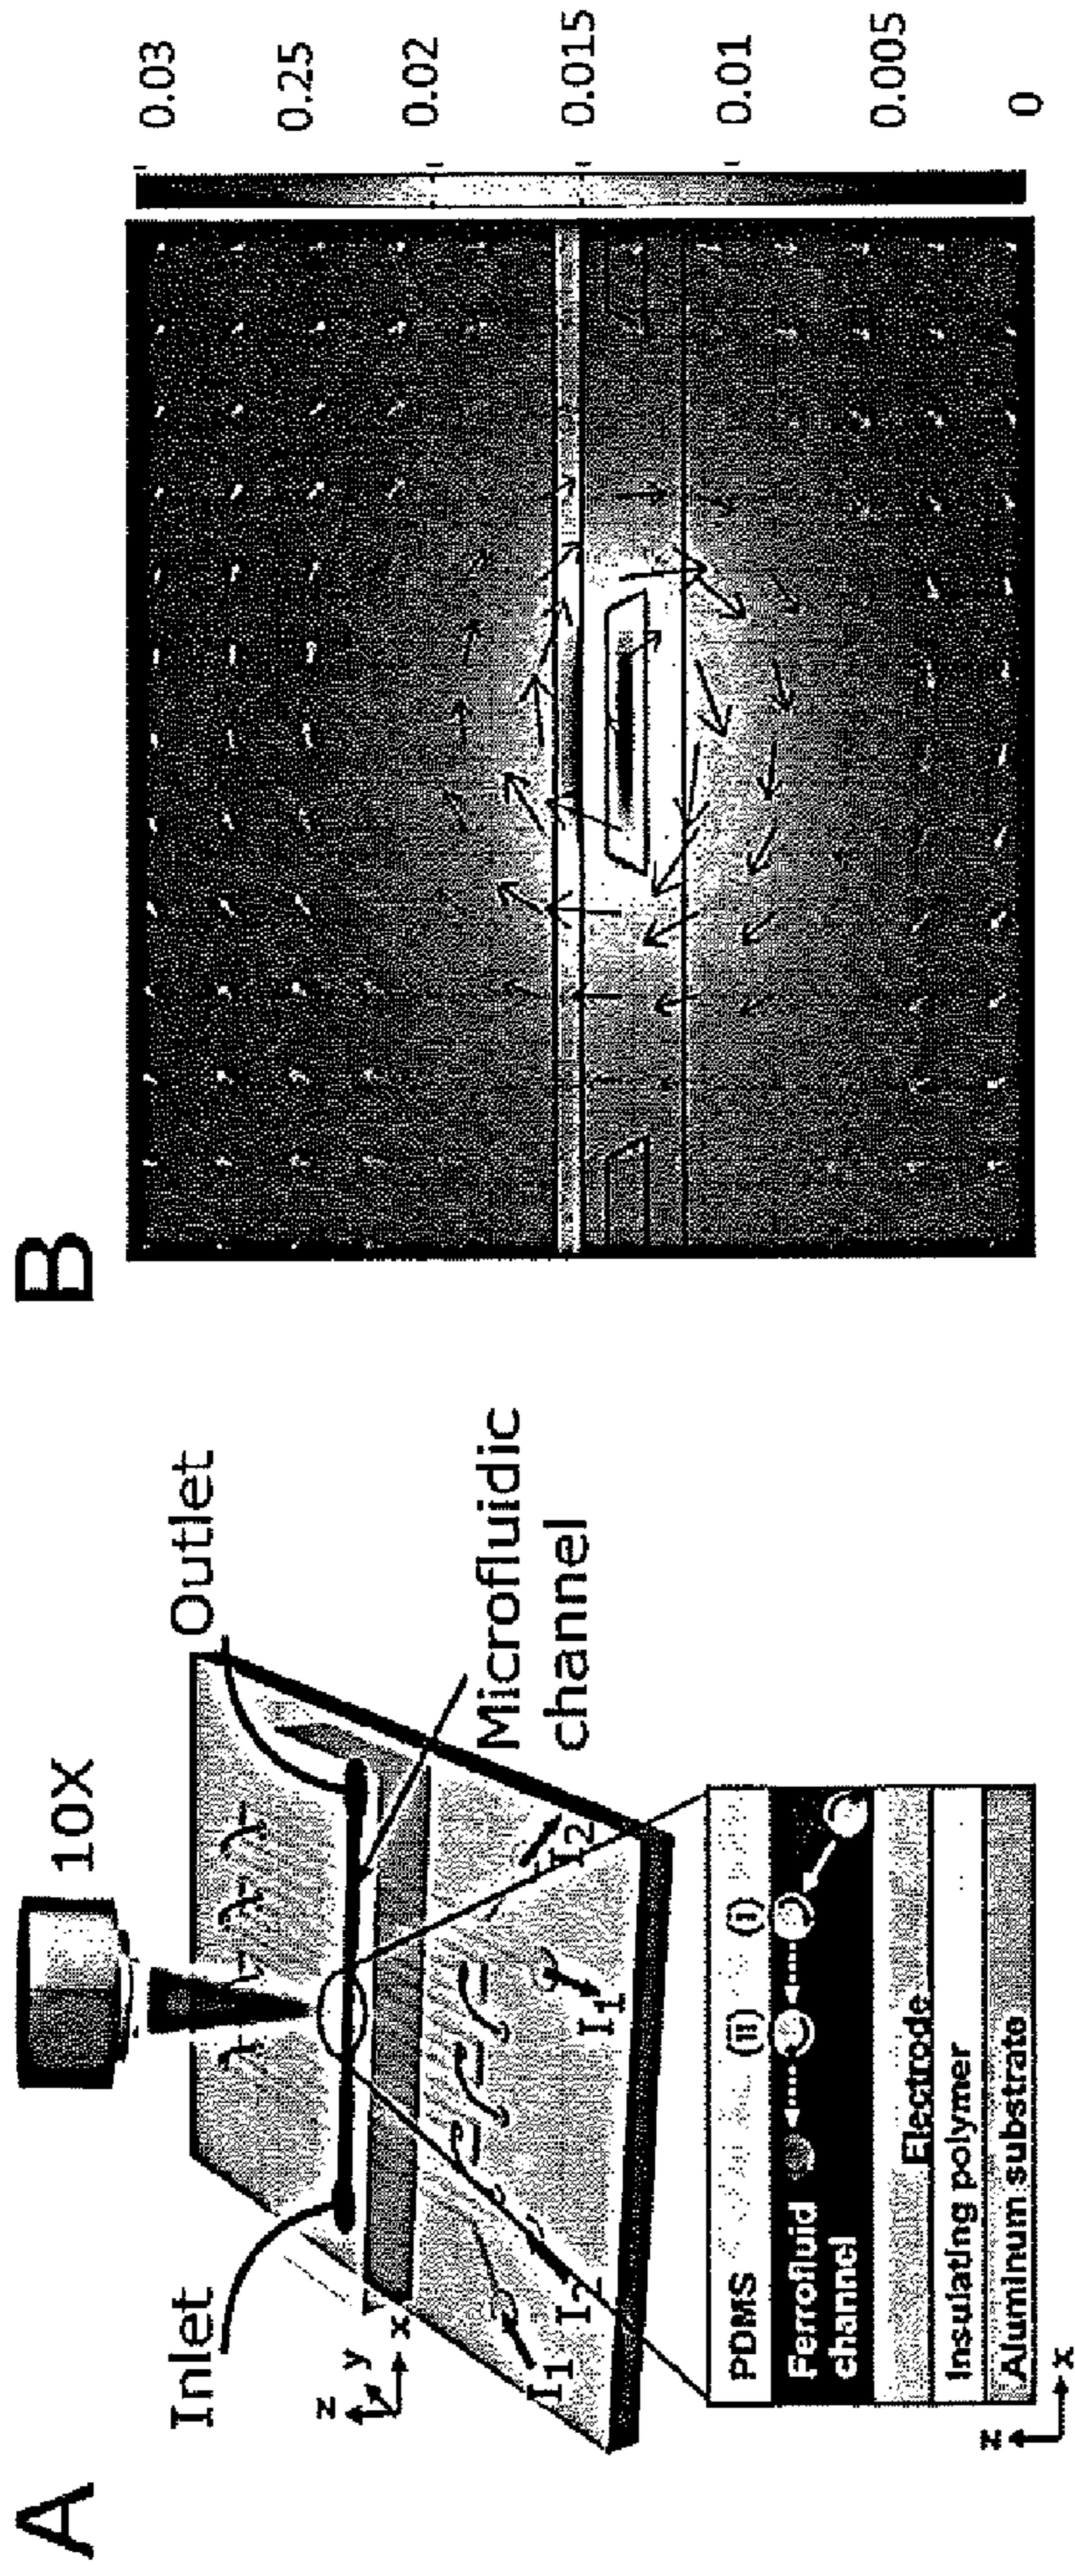 A
10X
Inlet
Outlet
z
y
x
I1
I2
I1
I2
Microfluidic
channel
PDMS
(ii)
(i)
Ferrofluid
channel
Electrode
Insulating polymer
Aluminum substrate
z
x
B
0.03
0.25
0.02
0.015
0.01
0.005
0